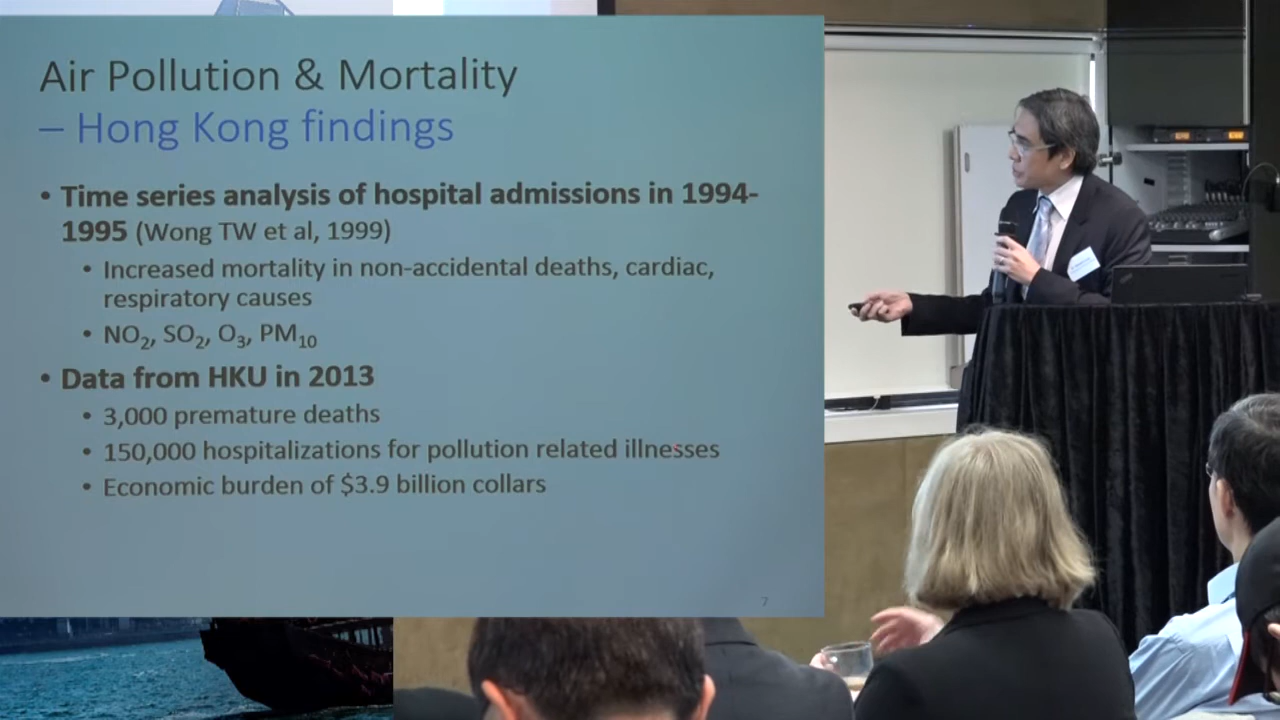 Air Pollution & Mortality
– Hong Kong findings
• Time series analysis of hospital admissions in 1994-
1995 (Wong TW et al, 1999)
• Increased mortality in non-accidental deaths, cardiac,
respiratory causes
• NO₂, SO₂, O₃, PM₁₀
• Data from HKU in 2013
• 3,000 premature deaths
• 150,000 hospitalizations for pollution related illnesses
• Economic burden of $3.9 billion collars
7